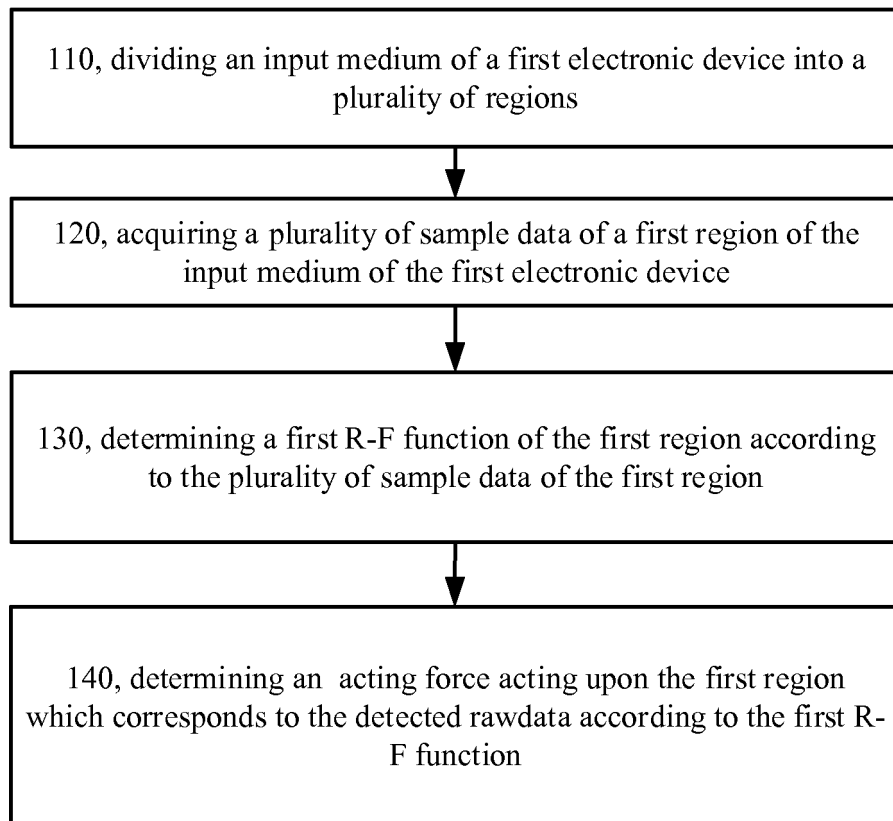 110, dividing an input medium of a first electronic device into a
plurality of regions
120, acquiring a plurality of sample data of a first region of the
input medium of the first electronic device
130, determining a first R-F function of the first region according
to the plurality of sample data of the first region
140, determining an acting force acting upon the first region
which corresponds to the detected rawdata according to the first R-
F function